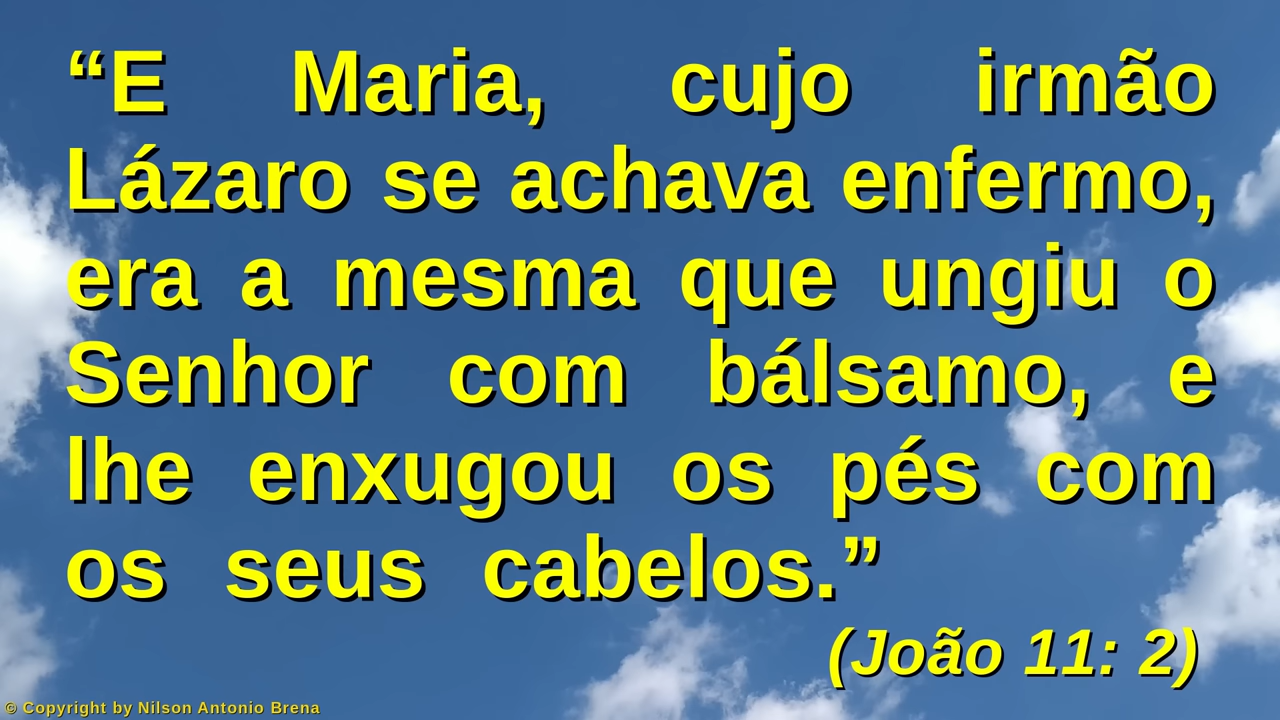 “E Maria, cujo irmão
Lázaro se achava enfermo,
era a mesma que ungiu o
Senhor com bálsamo, e
lhe enxugou os pés com
os seus cabelos.”
(João 11: 2)
© Copyright by Nilson Antonio Brena